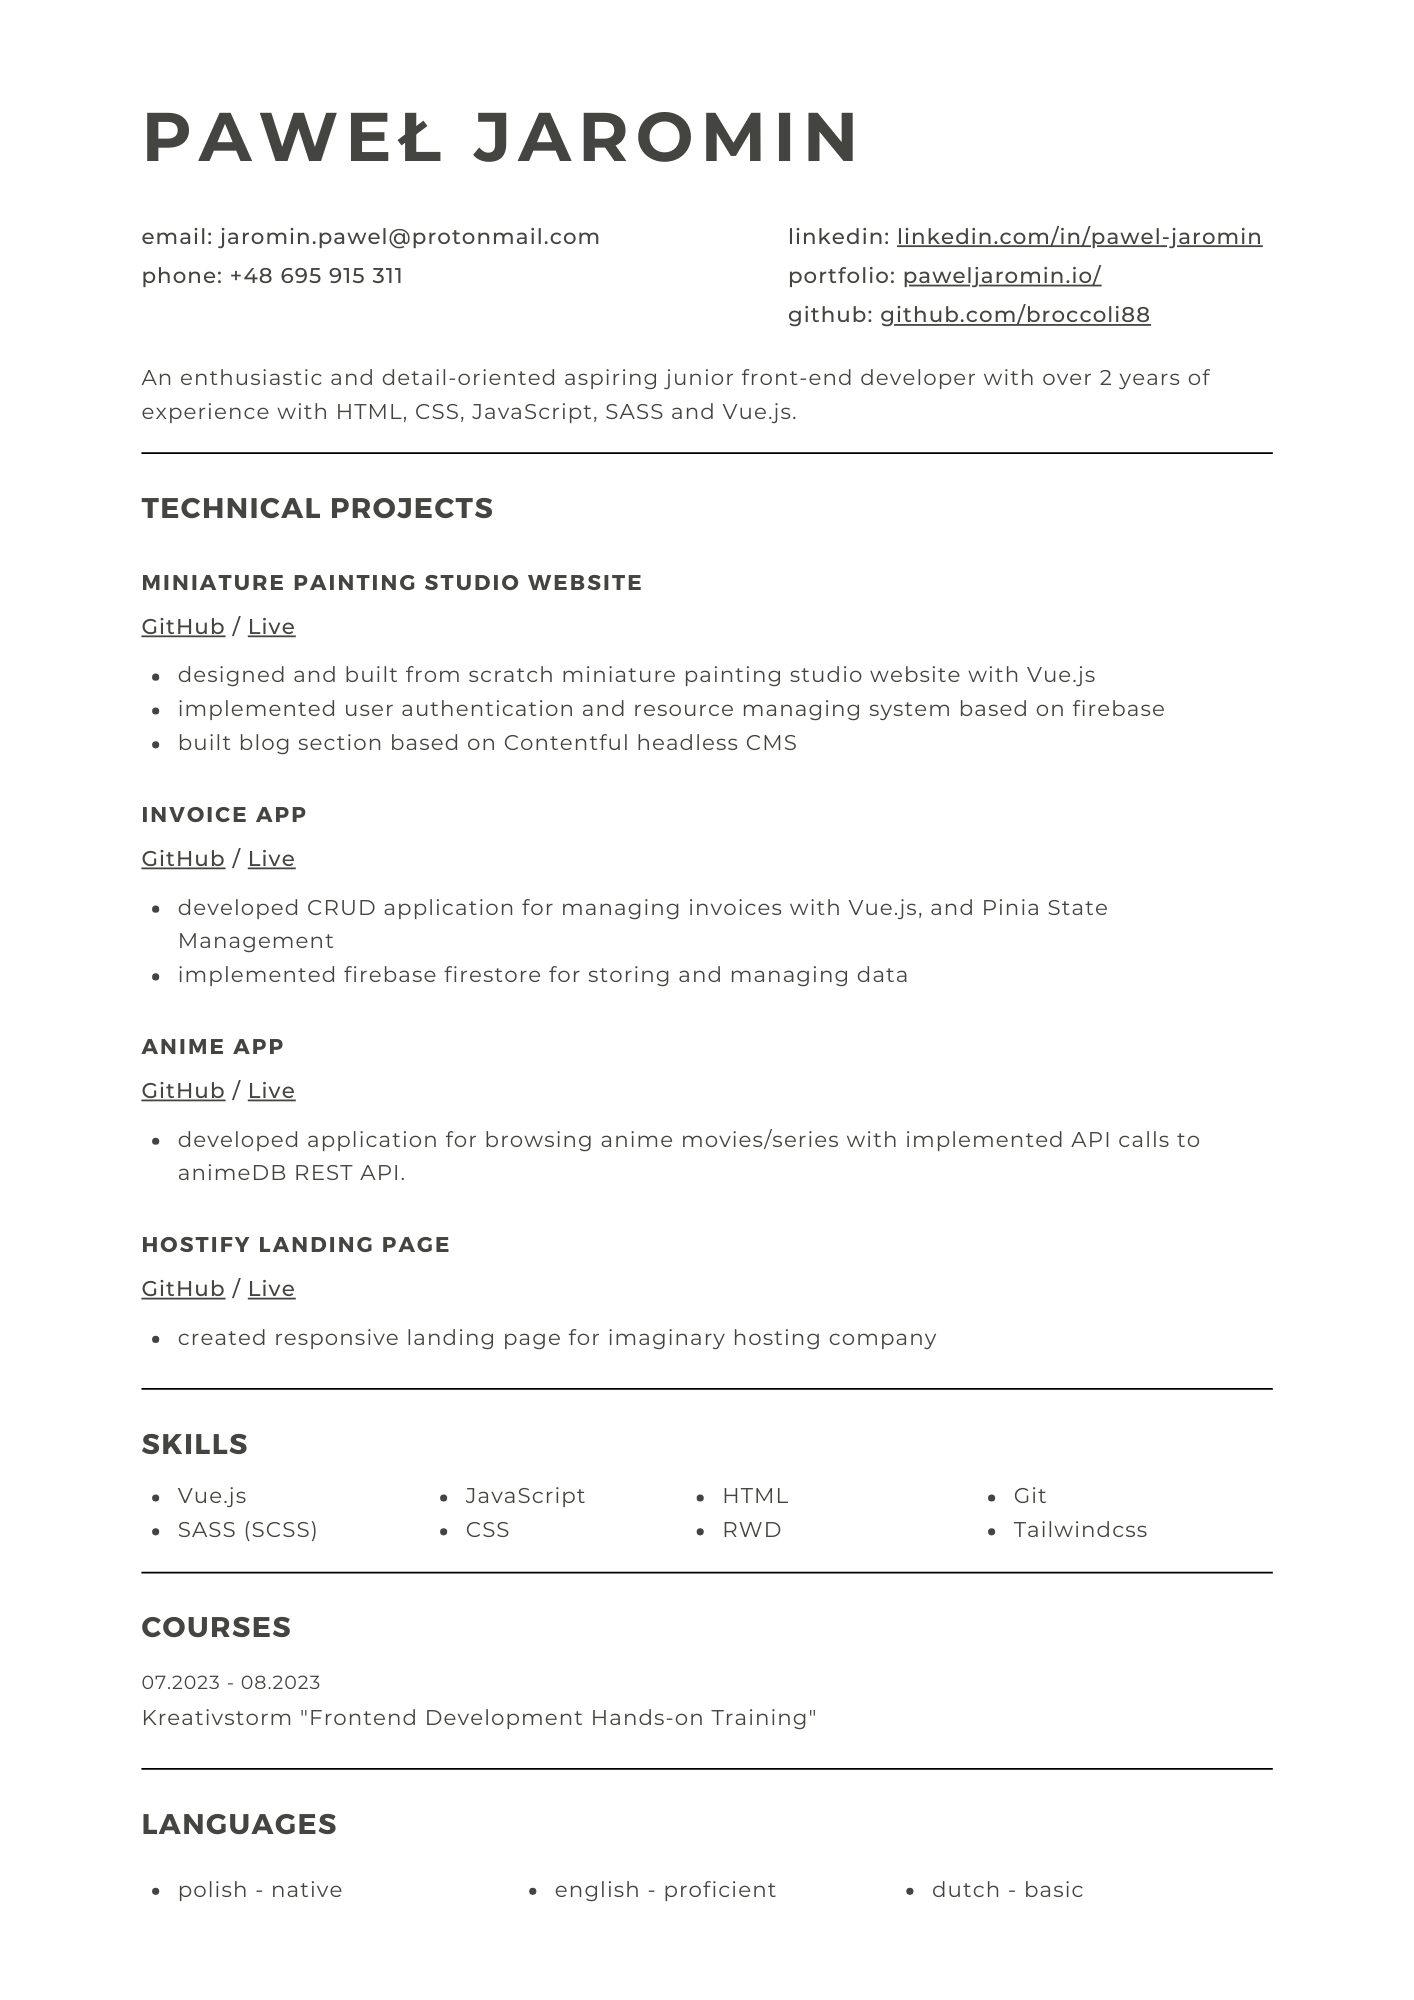 PAWEŁ JAROMIN
email: jaromin.pawel@protonmail.com
phone: +48 695 915 311
linkedin: linkedin.com/in/pawel-jaromin
portfolio: paweljaromin.io/
github: github.com/broccoli88
An enthusiastic and detail-oriented aspiring junior front-end developer with over 2 years of
experience with HTML, CSS, JavaScript, SASS and Vue.js.
TECHNICAL PROJECTS
MINIATURE PAINTING STUDIO WEBSITE
GitHub / Live
• designed and built from scratch miniature painting studio website with Vue.js
• implemented user authentication and resource managing system based on firebase
• built blog section based on Contentful headless CMS
INVOICE APP
GitHub / Live
• developed CRUD application for managing invoices with Vue.js, and Pinia State
Management
• implemented firebase firestore for storing and managing data
ANIME APP
GitHub / Live
• developed application for browsing anime movies/series with implemented API calls to
animeDB REST API.
HOSTIFY LANDING PAGE
GitHub / Live
• created responsive landing page for imaginary hosting company
SKILLS
• Vue.js • JavaScript • HTML • Git
• SASS (SCSS) • CSS • RWD • Tailwindcss
COURSES
07.2023 - 08.2023
Kreativstorm "Frontend Development Hands-on Training"
LANGUAGES
• polish - native • english - proficient • dutch - basic